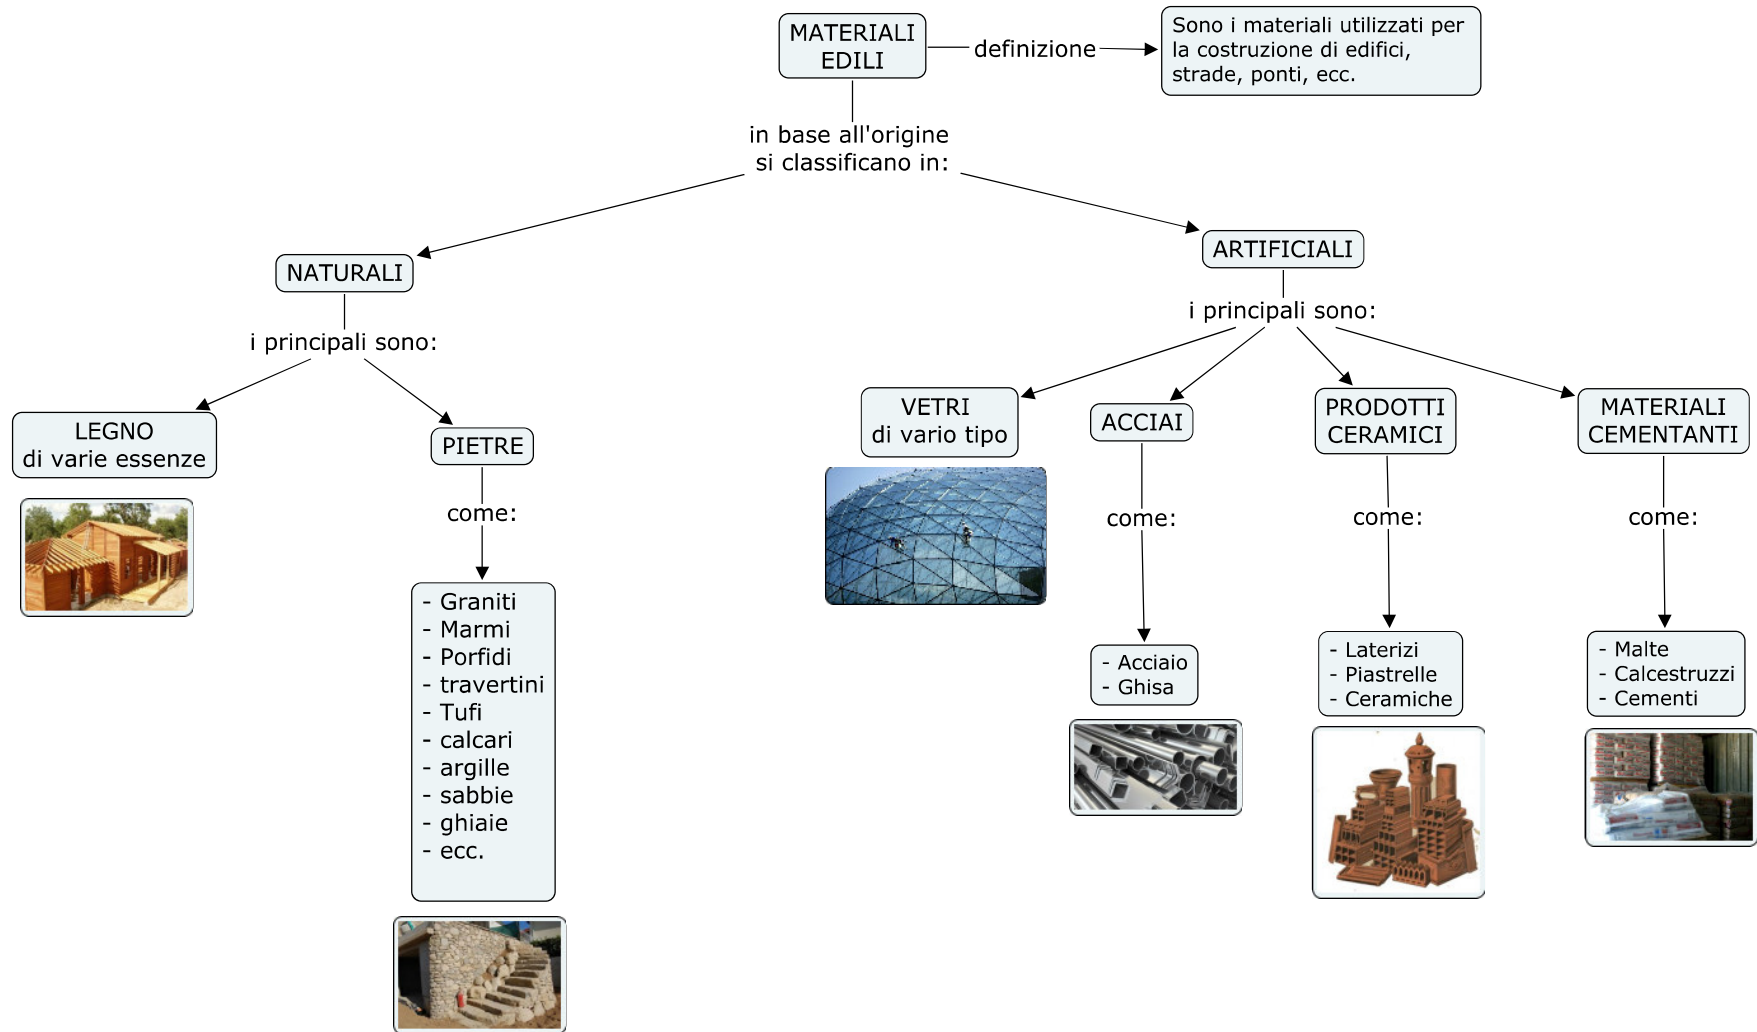 MATERIALI
EDILI
definizione
Sono i materiali utilizzati per
la costruzione di edifici,
strade, ponti, ecc.
in base all'origine
si classificano in:
NATURALI
i principali sono:
LEGNO
di varie essenze
PIETRE
come:
- Graniti
- Marmi
- Porfidi
- travertini
- Tufi
- calcari
- argille
- sabbie
- ghiaie
- ecc.
ARTIFICIALI
i principali sono:
VETRI
di vario tipo
ACCIAI
come:
- Acciaio
- Ghisa
PRODOTTI
CERAMICI
come:
- Laterizi
- Piastrelle
- Ceramiche
MATERIALI
CEMENTANTI
come:
- Malte
- Calcestruzzi
- Cementi